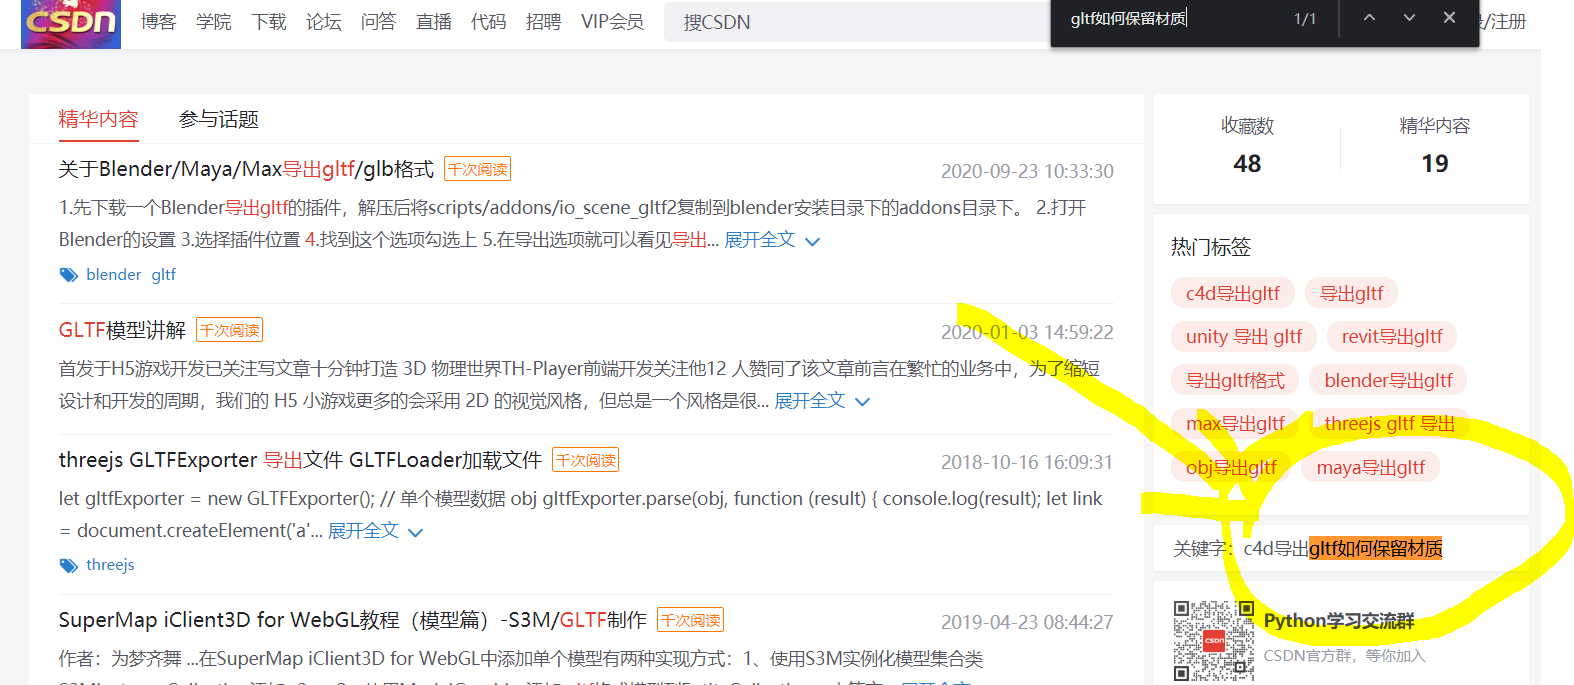 CSDN 博客 学院 下载 论坛 问答 直播 代码 招聘 VIP会员 搜CSDN
gltf如何保留材质 1/1
/注册
精华内容 参与话题
关于Blender/Maya/Max导出gltf/glb格式 千次阅读 2020-09-23 10:33:30
1.先下载一个Blender导出gltf的插件，解压后将scripts/addons/io_scene_gltf2复制到blender安装目录下的addons目录下。 2.打开
Blender的设置 3.选择插件位置 4.找到这个选项勾选上 5.在导出选项就可以看见导出... 展开全文
blender gltf
GLTF模型讲解 千次阅读 2020-01-03 14:59:22
首发于H5游戏开发已关注写文章十分钟打造 3D 物理世界TH-Player前端开发关注他12 人赞同了该文章前言在繁忙的业务中，为了缩短
设计和开发的周期，我们的 H5 小游戏更多的会采用 2D 的视觉风格，但总是一个风格是很... 展开全文
threejs GLTFExporter 导出文件 GLTFLoader加载文件 千次阅读 2018-10-16 16:09:31
let gltfExporter = new GLTFExporter(); // 单个模型数据 obj gltfExporter.parse(obj, function (result) { console.log(result); let link
= document.createElement('a'... 展开全文
threejs
SuperMap iClient3D for WebGL教程（模型篇）-S3M/GLTF制作 千次阅读 2019-04-23 08:44:27
作者：为梦齐舞 ...在SuperMap iClient3D for WebGL中添加单个模型有两种实现方式：1、使用S3M实例化模型集合类
收藏数 精华内容
48 19
热门标签
c4d导出gltf 导出gltf
unity 导出 gltf revit导出gltf
导出gltf格式 blender导出gltf
max导出gltf threejs gltf 导出
obj导出gltf maya导出gltf
关键字： c4d导出gltf如何保留材质
CSDN
Python学习交流群
CSDN官方群，等你加入